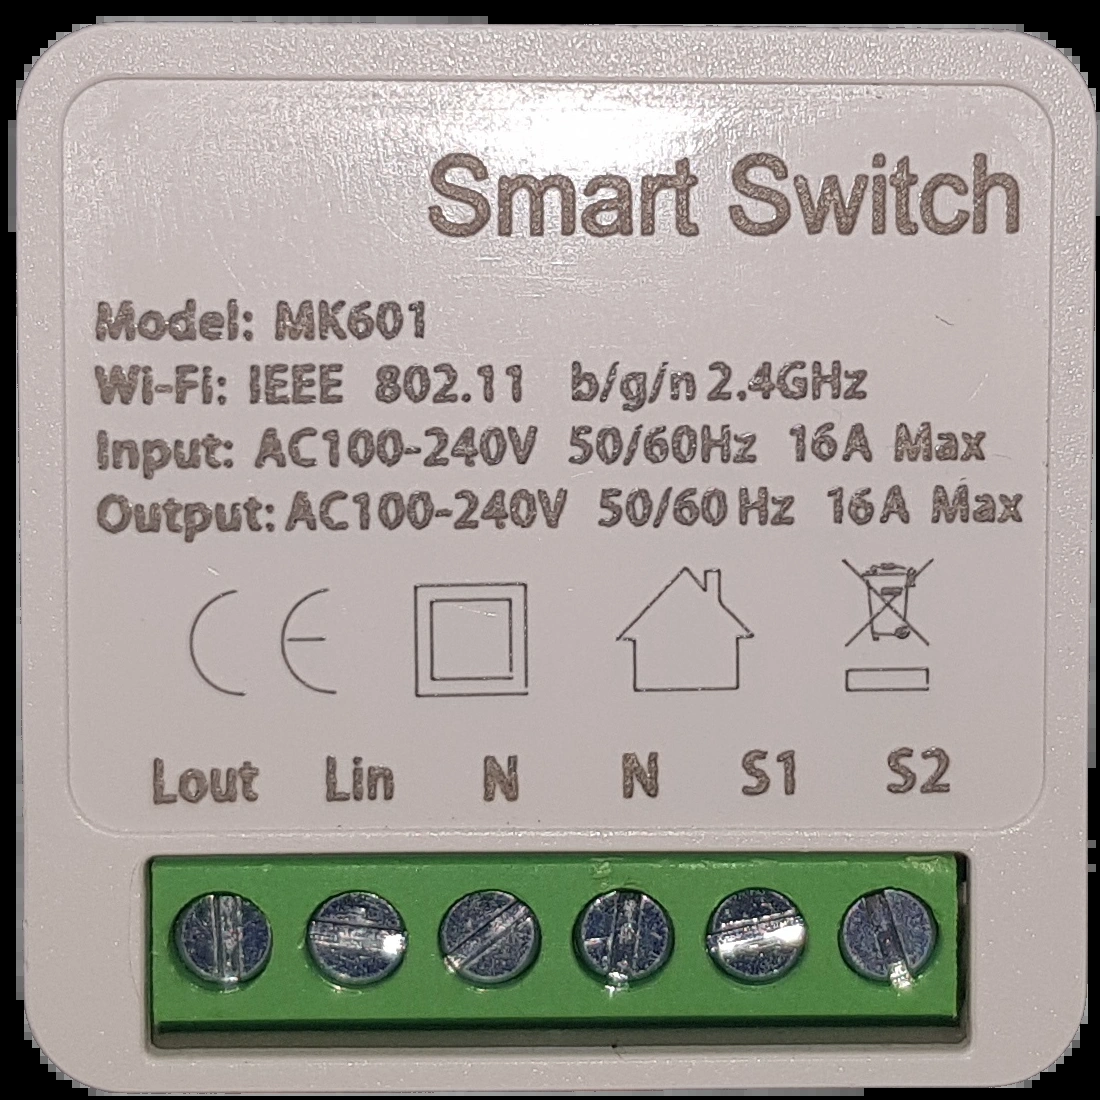 Smart Switch
Model: MK601
Wi-Fi: IEEE 802.11 b/g/n 2.4GHz
Input: AC100-240V 50/60Hz 16A Max
Output: AC100-240V 50/60 Hz 16A Max
CE
Lout Lin N N S1 S2